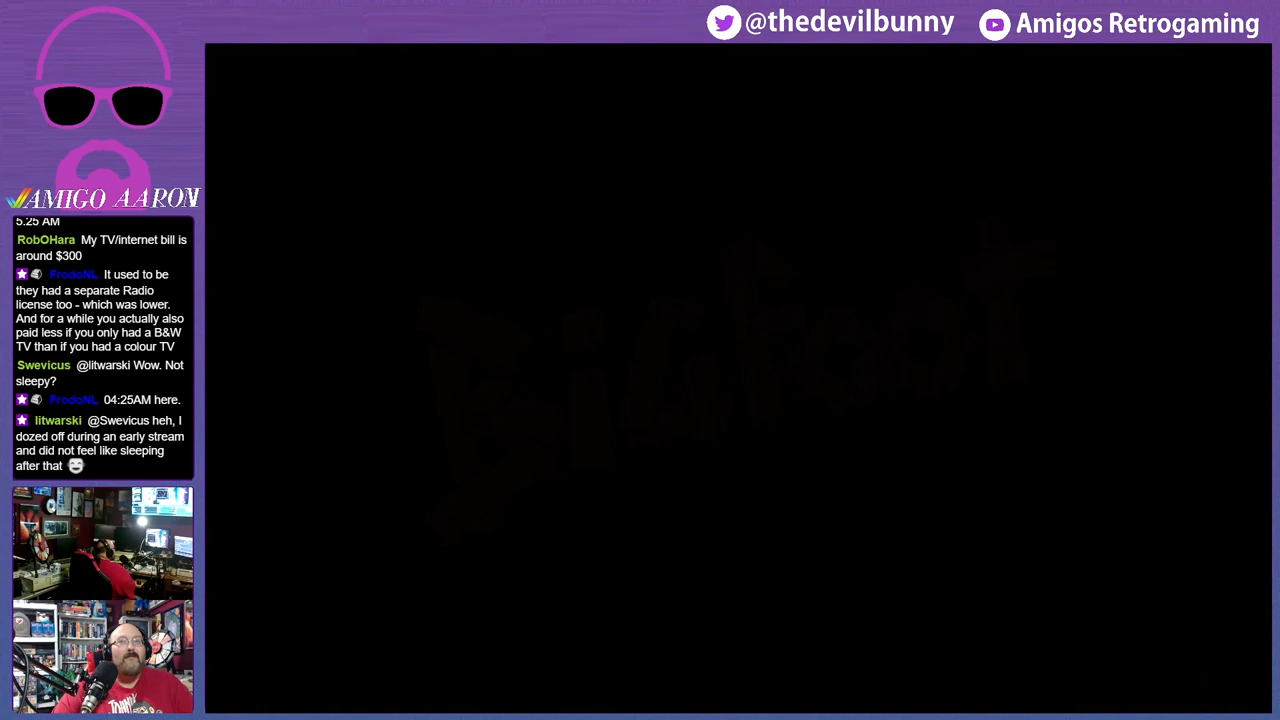 @thedevilbunny
Amigos Retrogaming
AMIGO AARON
5:25 AM
RobOHara My TV/internet bill is
around $300
FrodoNL It used to be
they had a separate Radio
license too - which was lower.
And for a while you actually also
paid less if you only had a B&W
TV than if you had a colour TV
Swevicus @litwarski Wow. Not
sleepy?
FrodoNL 04:25AM here.
litwarski @Swevicus heh, I
dozed off during an early stream
and did not feel like sleeping
after that
Bigfoot